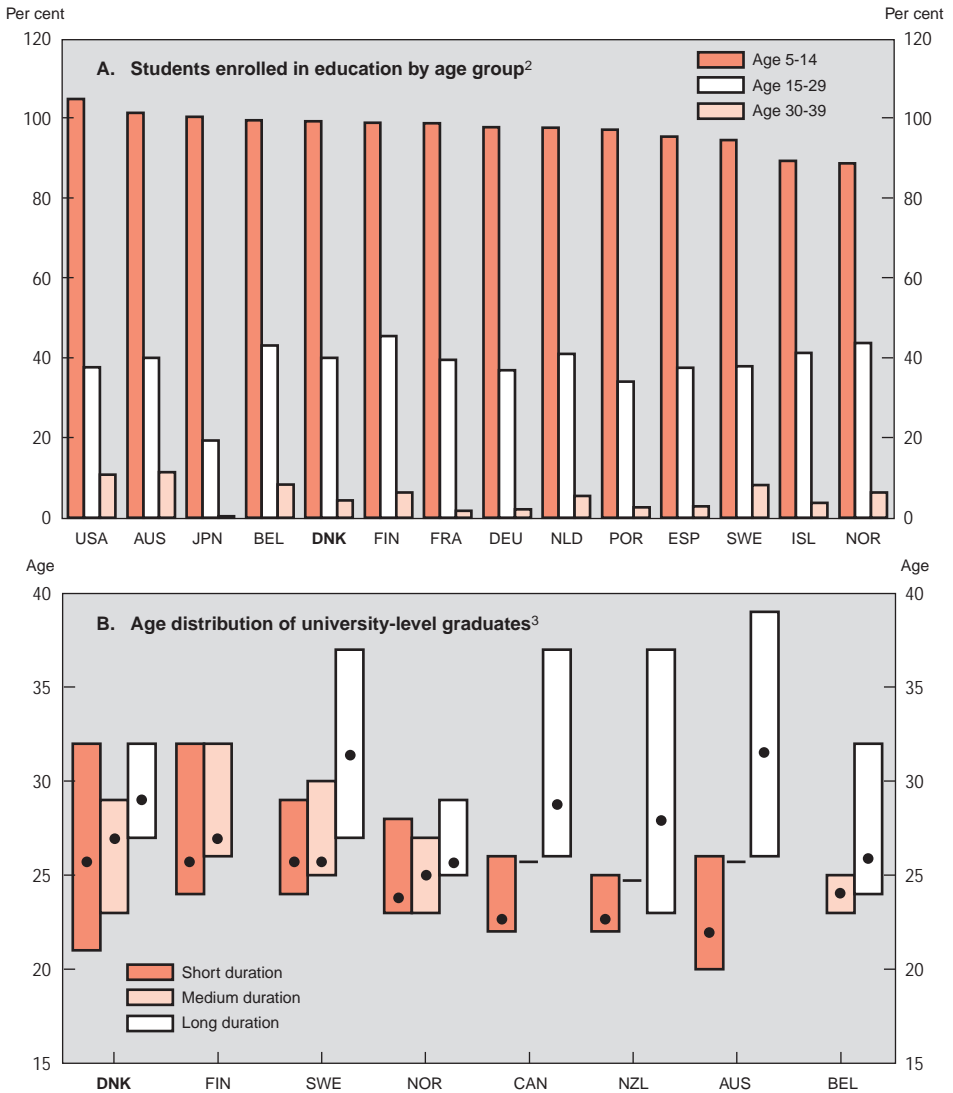 Per cent Per cent
120 120
A. Students enrolled in education by age group2
Age 5-14
Age 15-29
Age 30-39
100 100
80 80
60 60
40 40
20 20
0 0
USA AUS JPN BEL DNK FIN FRA DEU NLD POR ESP SWE ISL NOR
Age Age
40 40
B. Age distribution of university-level graduates3
35 35
30 30
25 25
20 20
Short duration
Medium duration
Long duration
15 15
DNK FIN SWE NOR CAN NZL AUS BEL